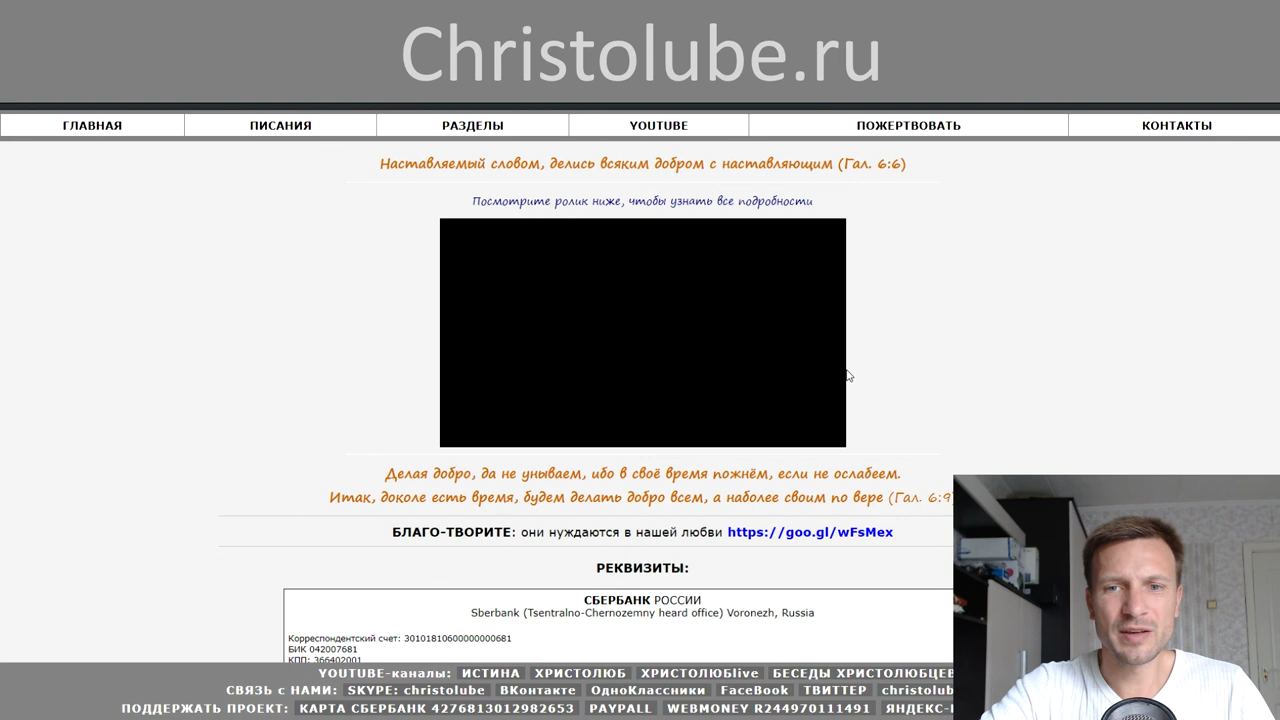 Christolube.ru
ГЛАВНАЯ ПИСАНИЯ РАЗДЕЛЫ YOUTUBE ПОЖЕРТВОВАТЬ КОНТАКТЫ
Наставляемый словом, делись всяким добром с наставляющим (Гал. 6:6)
Посмотрите ролик ниже, чтобы узнать все подробности
Делая добро, да не унываем, ибо в своё время пожнём, если не ослабеем.
Итак, доколе есть время, будем делать добро всем, а наболее своим по вере (Гал. 6:9
БЛАГО-ТВОРИТЕ: они нуждаются в нашей любви https://goo.gl/wFsMex
РЕКВИЗИТЫ:
СБЕРБАНК РОССИИ
Sberbank (Tsentralno-Chernozemny heard office) Voronezh, Russia
Корреспондентский счет: 30101810600000000681
БИК 042007681
КПП: 366402001
YOUTUBE-каналы: ИСТИНА ХРИСТОЛЮБ ХРИСТОЛЮБlive БЕСЕДЫ ХРИСТОЛЮБЦЕВ
СВЯЗЬ с НАМИ: SKYPE: christolube ВКонтакте ОдноКлассники FaceBook ТВИТТЕР christolub
ПОДДЕРЖАТЬ ПРОЕКТ: КАРТА СБЕРБАНК 4276813012982653 PAYPALL WEBMONEY R244970111491